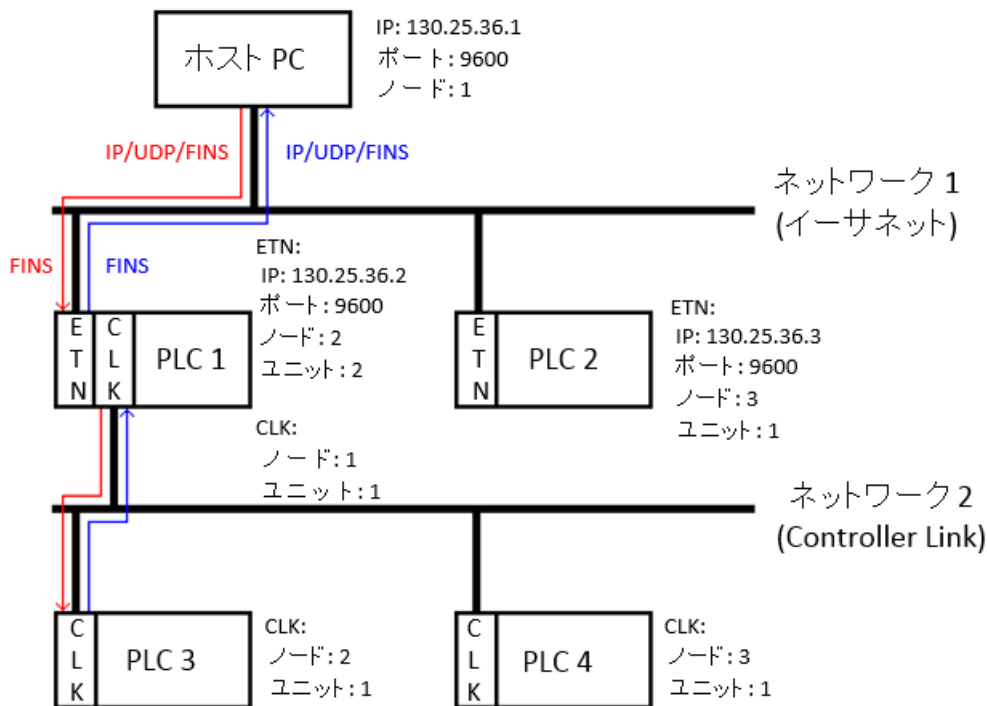 ホスト PC
IP: 130.25.36.1
ポート: 9600
ノード: 1
IP/UDP/FINS
IP/UDP/FINS
ネットワーク 1
(イーサネット)
FINS
FINS
ETN:
IP: 130.25.36.2
ポート: 9600
ノード: 2
ユニット: 2
ETN
CLK
PLC 1
ETN
PLC 2
ETN:
IP: 130.25.36.3
ポート: 9600
ノード: 3
ユニット: 1
CLK:
ノード: 1
ユニット: 1
ネットワーク 2
(Controller Link)
CLK
PLC 3
CLK:
ノード: 2
ユニット: 1
CLK
PLC 4
CLK:
ノード: 3
ユニット: 1